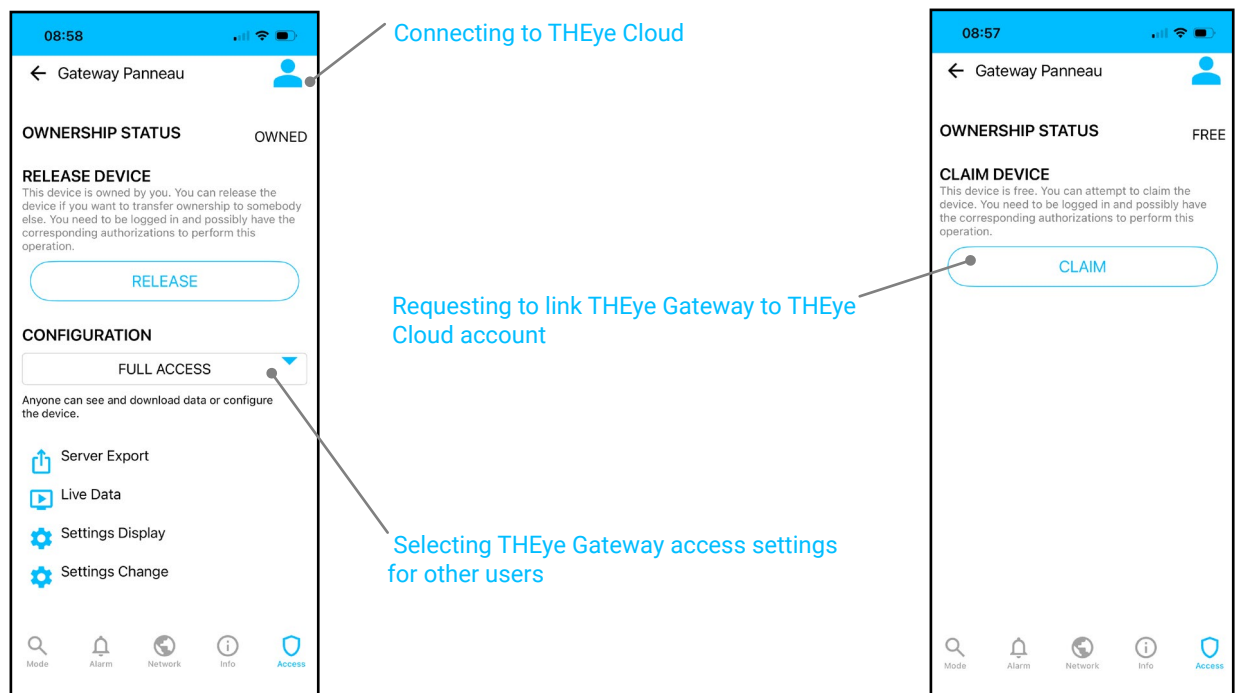 08:58
Gateway Panneau
OWNERSHIP STATUS
OWNED
RELEASE DEVICE
This device is owned by you. You can release the
device if you want to transfer ownership to somebody
else. You need to be logged in and possibly have the
corresponding authorizations to perform this
operation.
RELEASE
CONFIGURATION
FULL ACCESS
Anyone can see and download data or configure
the device.
Server Export
Live Data
Settings Display
Settings Change
Mode
Alarm
Network
Info
Access
Connecting to THEye Cloud
Requesting to link THEye Gateway to THEye
Cloud account
Selecting THEye Gateway access settings
for other users
08:57
Gateway Panneau
OWNERSHIP STATUS
FREE
CLAIM DEVICE
This device is free. You can attempt to claim the
device. You need to be logged in and possibly have
the corresponding authorizations to perform this
operation.
CLAIM
Mode
Alarm
Network
Info
Access